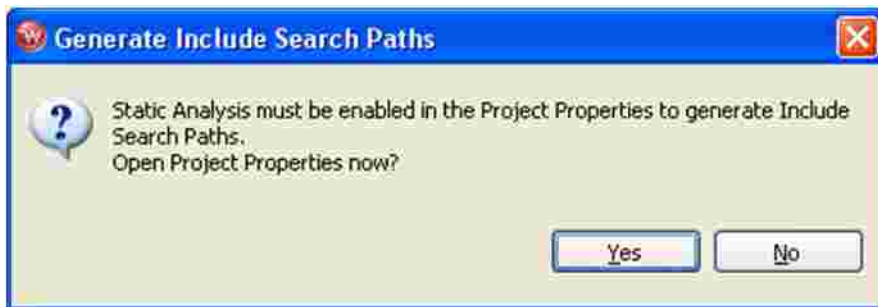 Generate Include Search Paths
Static Analysis must be enabled in the Project Properties to generate Include
Search Paths.
Open Project Properties now?
Yes
No